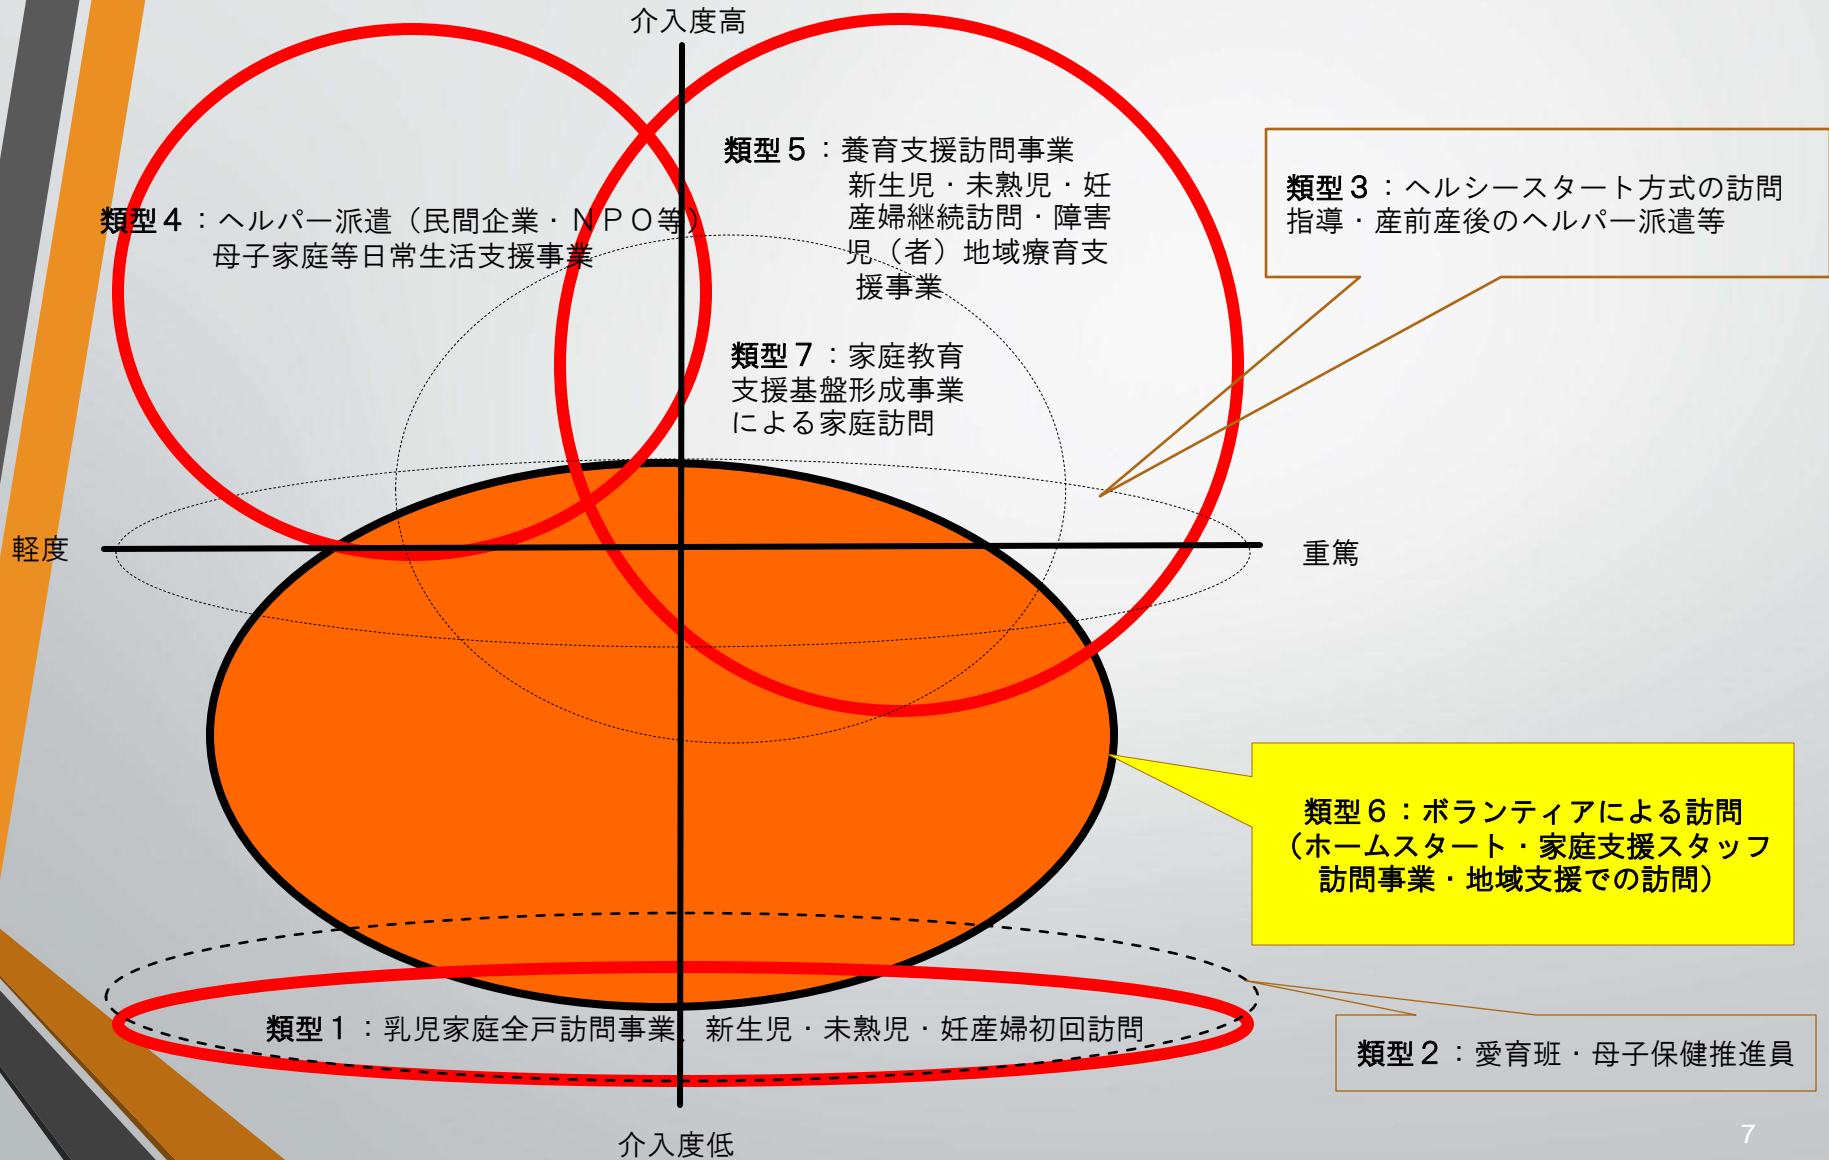 介入度高
類型５：養育支援訪問事業
新生児・未熟児・妊
産婦継続訪問・障害
児（者）地域療育支
援事業
類型３：ヘルシースタート方式の訪問
指導・産前産後のヘルパー派遣等
類型４：ヘルパー派遣（民間企業・ＮＰＯ等）
母子家庭等日常生活支援事業
類型７：家庭教育
支援基盤形成事業
による家庭訪問
軽度
重篤
類型６：ボランティアによる訪問
（ホームスタート・家庭支援スタッフ
訪問事業・地域支援での訪問）
類型１：乳児家庭全戸訪問事業、新生児・未熟児・妊産婦初回訪問
類型２：愛育班・母子保健推進員
介入度低
7